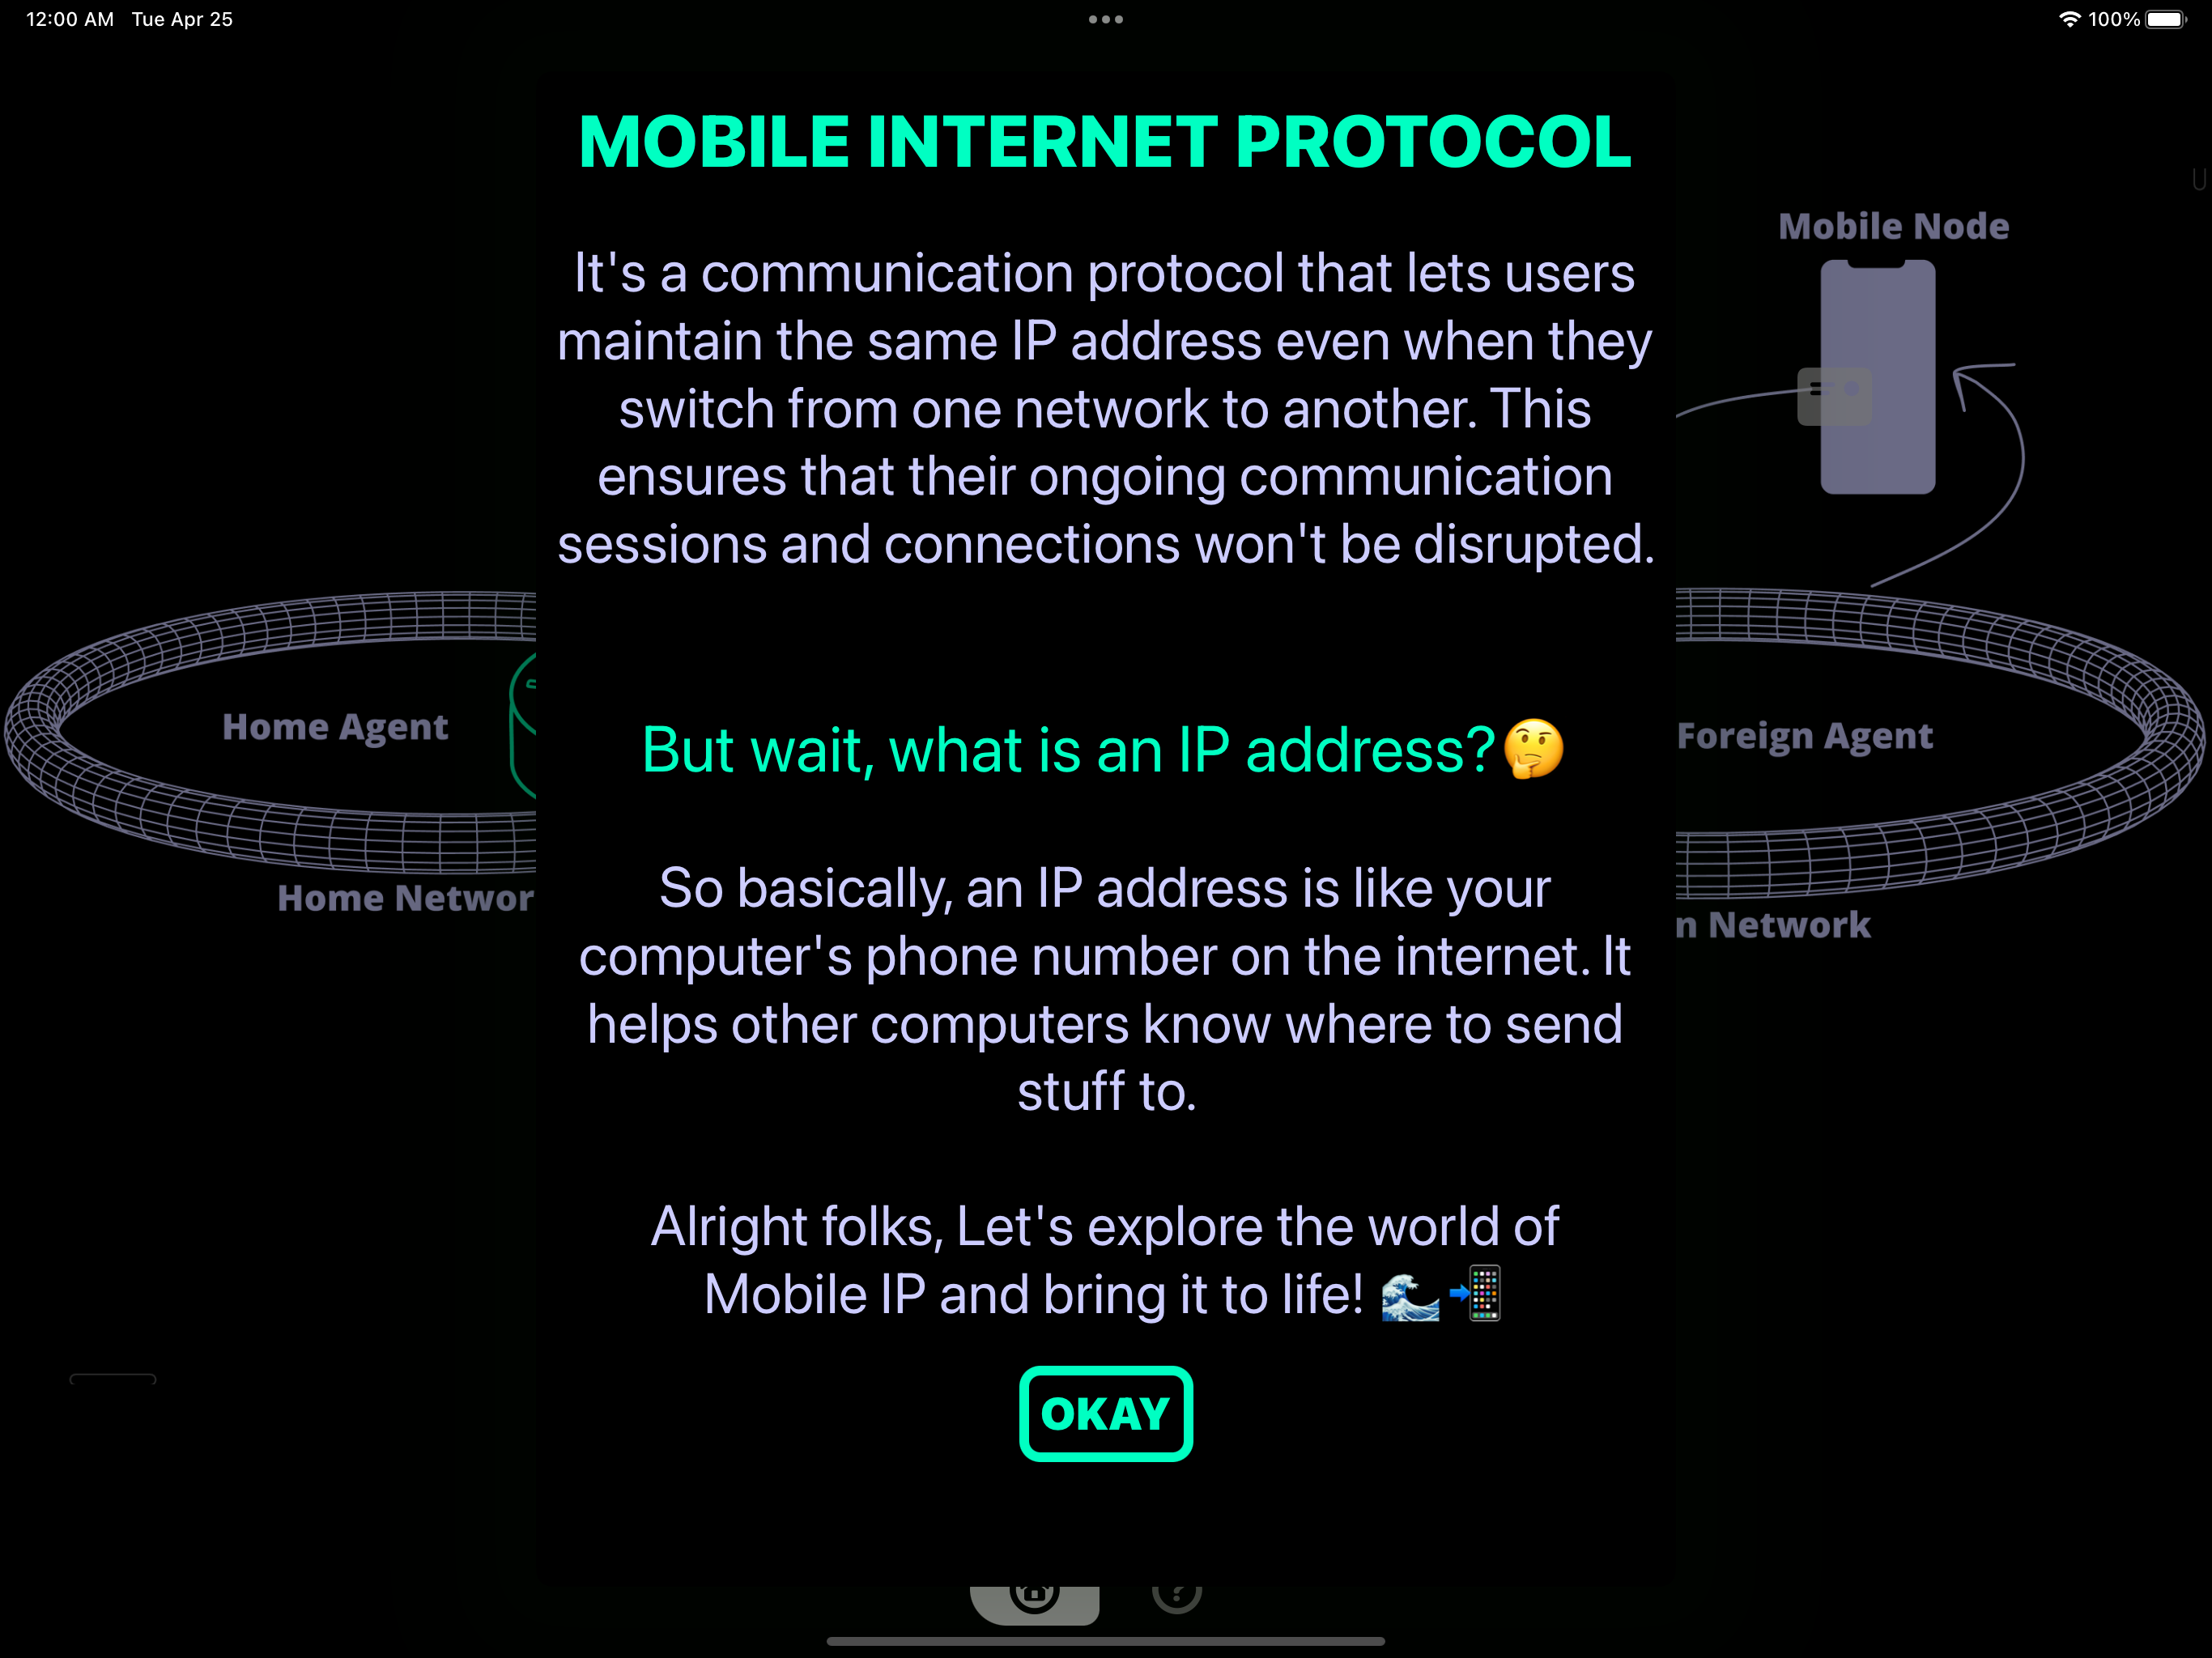 12:00 AM Tue Apr 25
100%
MOBILE INTERNET PROTOCOL
It's a communication protocol that lets users
maintain the same IP address even when they
switch from one network to another. This
ensures that their ongoing communication
sessions and connections won't be disrupted.
But wait, what is an IP address?🤔
So basically, an IP address is like your
computer's phone number on the internet. It
helps other computers know where to send
stuff to.
Alright folks, Let's explore the world of
Mobile IP and bring it to life! 🌊📲
OKAY
Mobile Node
Home Agent
Foreign Agent
Home Networ
n Network